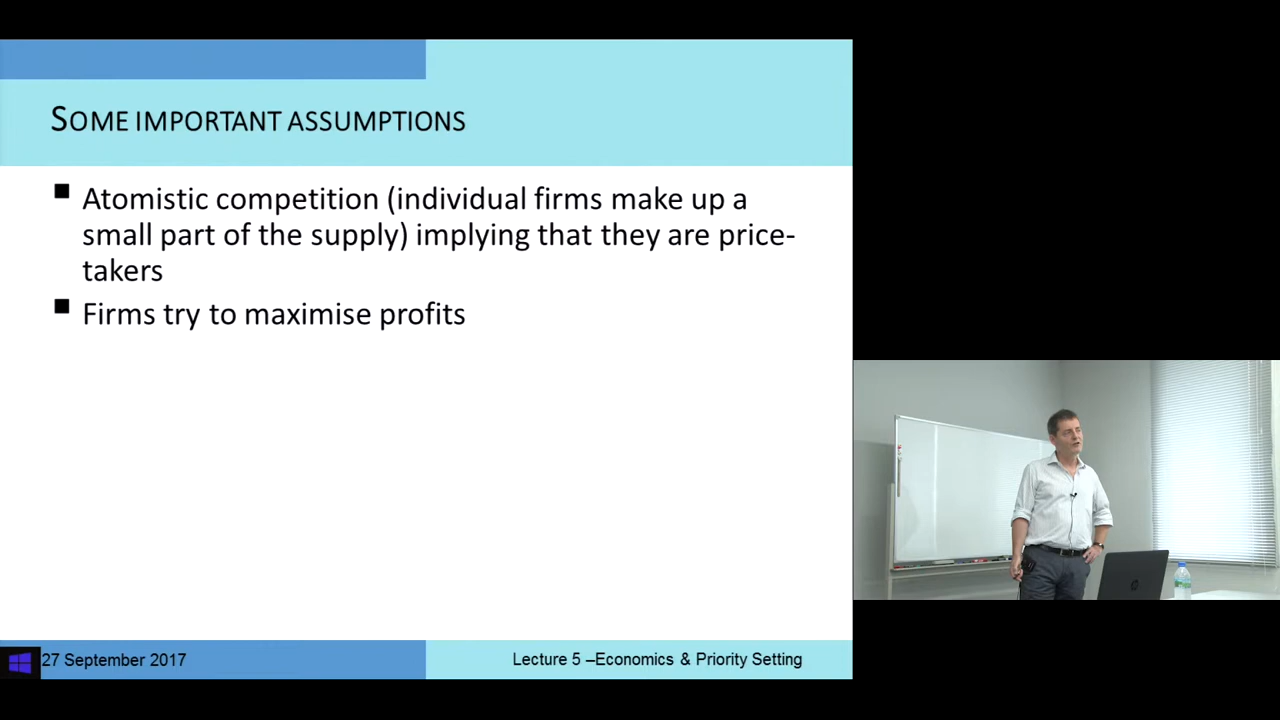 SOME IMPORTANT ASSUMPTIONS
▪ Atomistic competition (individual firms make up a
small part of the supply) implying that they are price-
takers
▪ Firms try to maximise profits
27 September 2017
Lecture 5 –Economics & Priority Setting